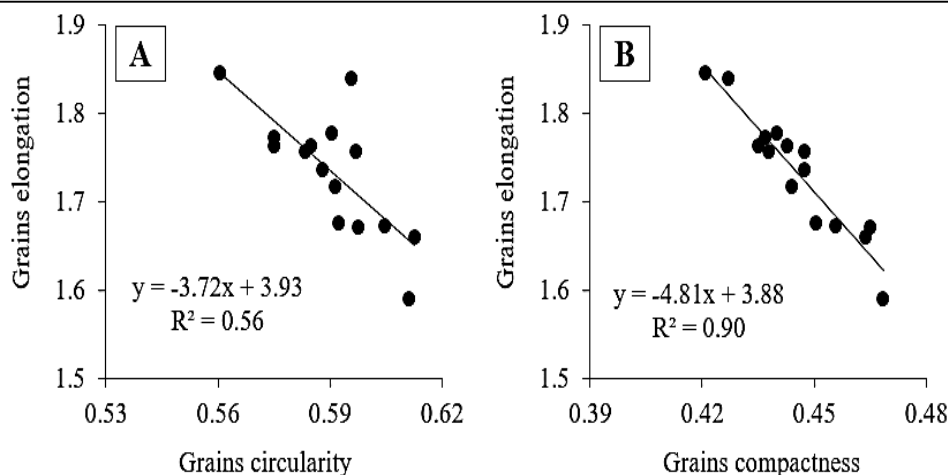 A
Grains elongation
1.9
1.8
1.7
1.6
1.5
y = -3.72x + 3.93
R² = 0.56
0.53 0.56 0.59 0.62
Grains circularity
B
Grains elongation
1.9
1.8
1.7
1.6
1.5
y = -4.81x + 3.88
R² = 0.90
0.39 0.42 0.45 0.48
Grains compactness